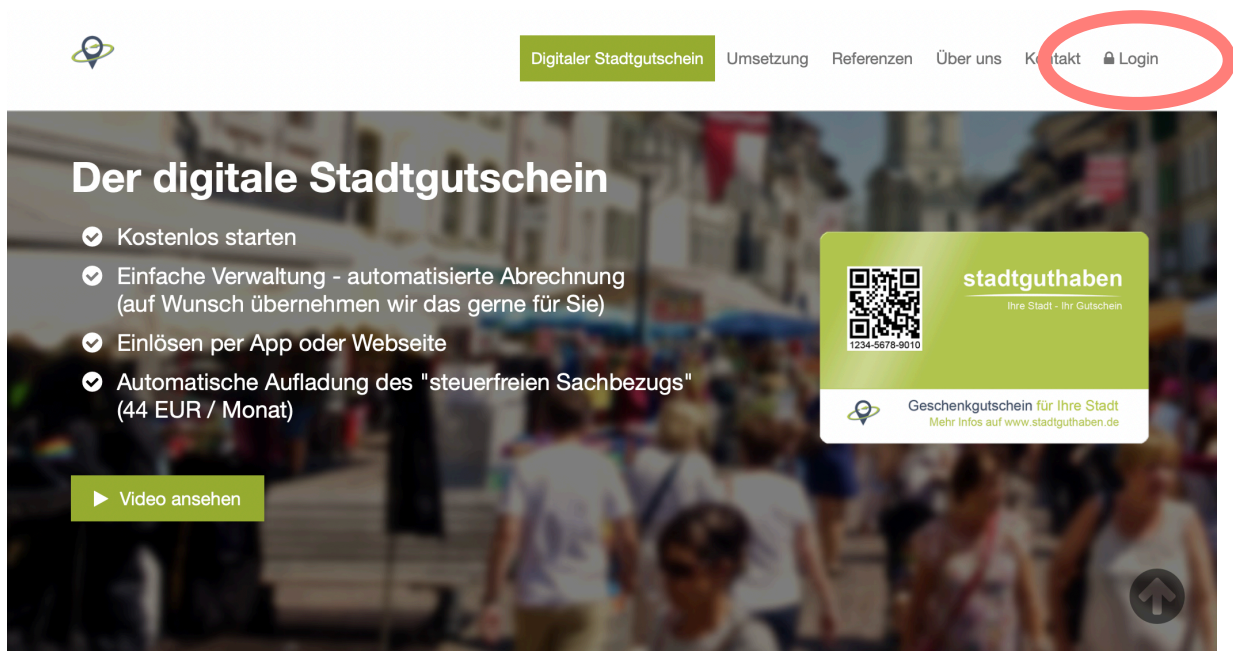 Digitaler Stadtgutschein Umsetzung Referenzen Über uns Kontakt Login
Der digitale Stadtgutschein
Kostenlos starten
Einfache Verwaltung - automatisierte Abrechnung
(auf Wunsch übernehmen wir das gerne für Sie)
Einlösen per App oder Webseite
Automatische Aufladung des "steuerfreien Sachbezugs"
(44 EUR / Monat)
Video ansehen
stadtguthaben
Ihre Stadt - Ihr Gutschein
1234-5678-9010
Geschenkgutschein für Ihre Stadt
Mehr Infos auf www.stadtguthaben.de